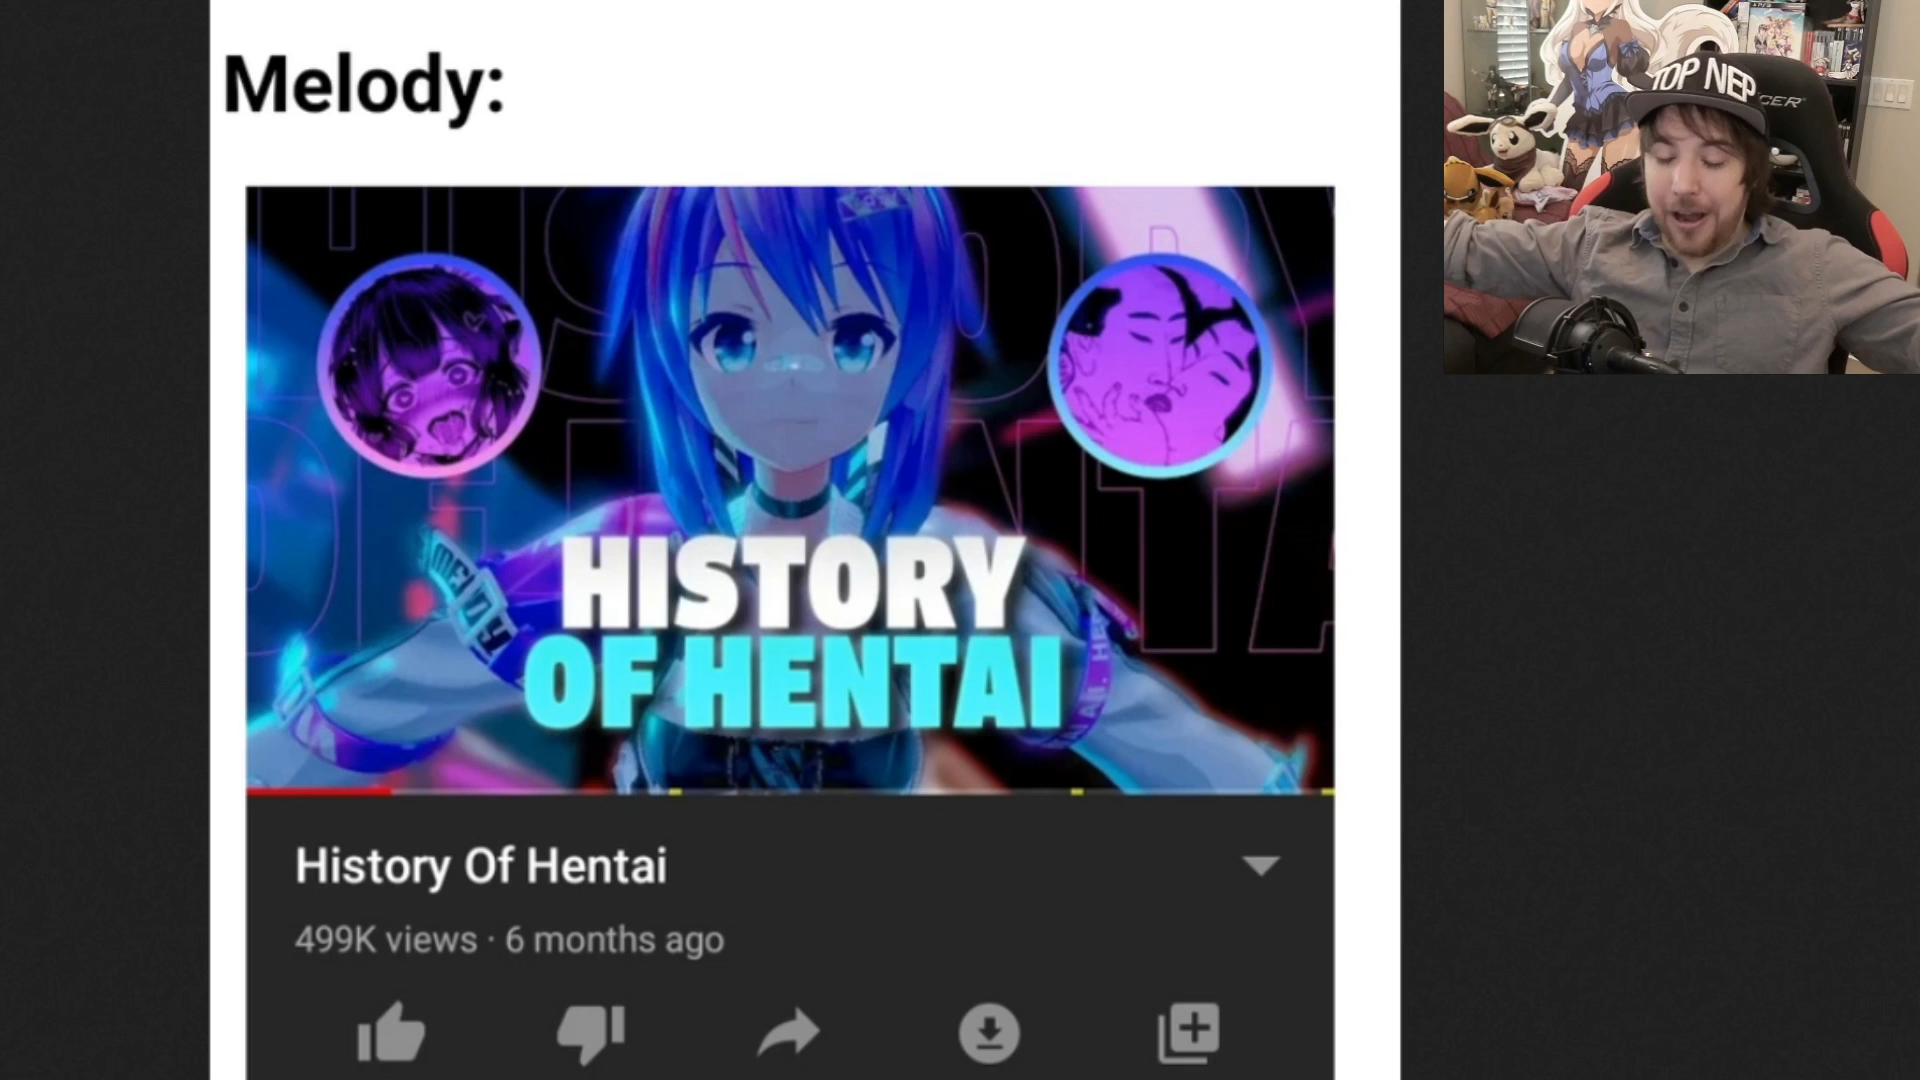 Melody:
TOP NEP
HISTORY
OF HENTAI
History Of Hentai
499K views · 6 months ago